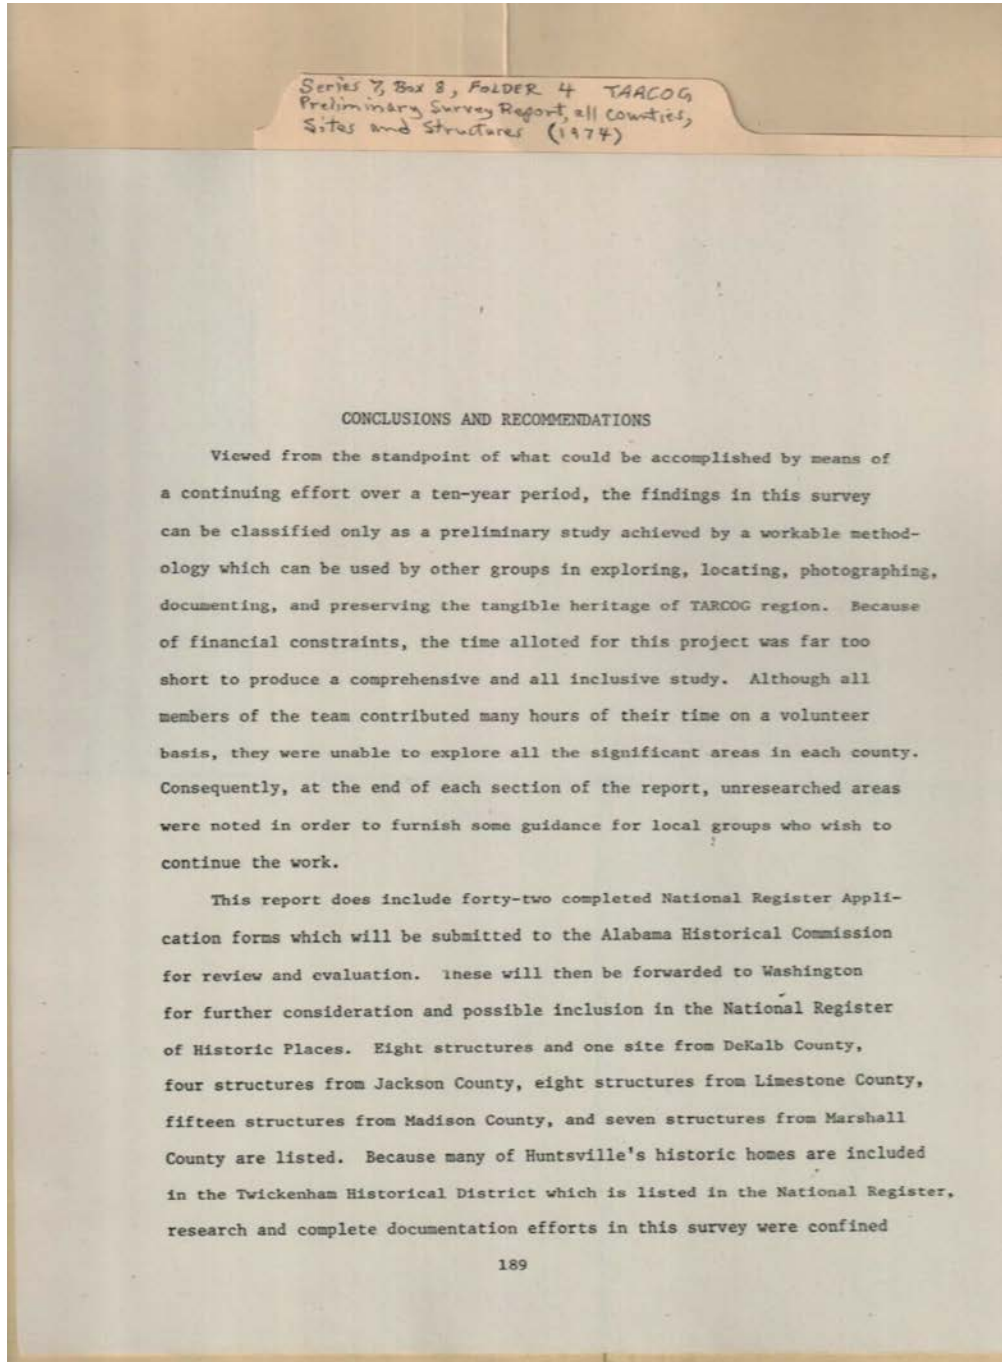 Series 7, Box 8, FOLDER 4 TARCOG
Preliminary Survey Report, all counties,
Sites and Structures (1974)
CONCLUSIONS AND RECOMMENDATIONS
Viewed from the standpoint of what could be accomplished by means of
a continuing effort over a ten-year period, the findings in this survey
can be classified only as a preliminary study achieved by a workable method-
ology which can be used by other groups in exploring, locating, photographing,
documenting, and preserving the tangible heritage of TARCOG region. Because
of financial constraints, the time alloted for this project was far too
short to produce a comprehensive and all inclusive study. Although all
members of the team contributed many hours of their time on a volunteer
basis, they were unable to explore all the significant areas in each county.
Consequently, at the end of each section of the report, unresearched areas
were noted in order to furnish some guidance for local groups who wish to
continue the work.
This report does include forty-two completed National Register Appli-
cation forms which will be submitted to the Alabama Historical Commission
for review and evaluation. These will then be forwarded to Washington
for further consideration and possible inclusion in the National Register
of Historic Places. Eight structures and one site from DeKalb County,
four structures from Jackson County, eight structures from Limestone County,
fifteen structures from Madison County, and seven structures from Marshall
County are listed. Because many of Huntsville's historic homes are included
in the Twickenham Historical District which is listed in the National Register,
research and complete documentation efforts in this survey were confined
189